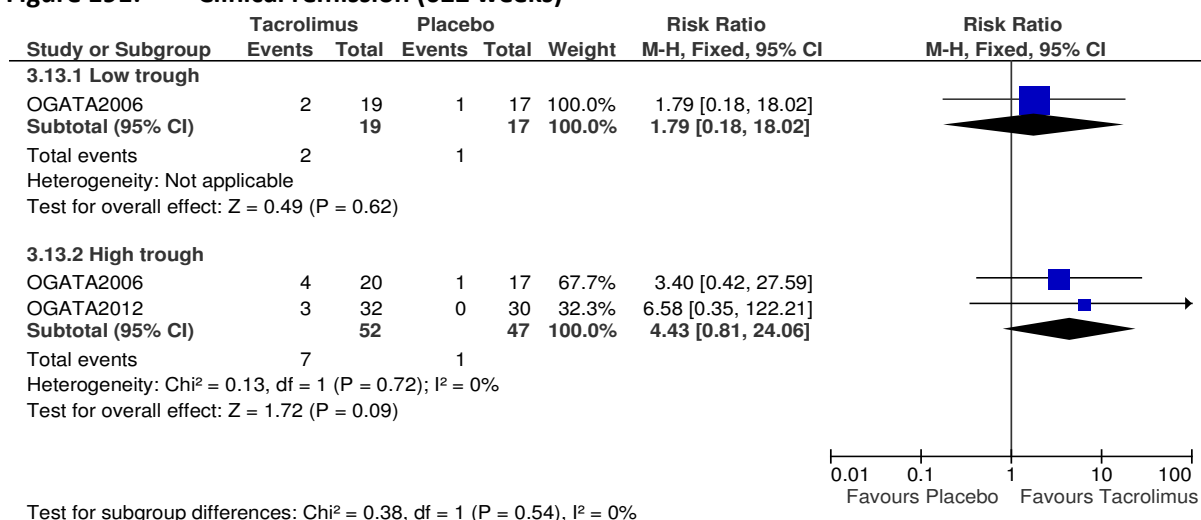 Tacrolimus Placebo Risk Ratio Risk Ratio
Study or Subgroup Events Total Events Total Weight M-H, Fixed, 95% CI M-H, Fixed, 95% CI
3.13.1 Low trough
OGATA2006 2 19 1 17 100.0% 1.79 [0.18, 18.02]
Subtotal (95% CI) 19 17 100.0% 1.79 [0.18, 18.02]
Total events 2 1
Heterogeneity: Not applicable
Test for overall effect: Z = 0.49 (P = 0.62)
3.13.2 High trough
OGATA2006 4 20 1 17 67.7% 3.40 [0.42, 27.59]
OGATA2012 3 32 0 30 32.3% 6.58 [0.35, 122.21]
Subtotal (95% CI) 52 47 100.0% 4.43 [0.81, 24.06]
Total events 7 1
Heterogeneity: Chi² = 0.13, df = 1 (P = 0.72); I² = 0%
Test for overall effect: Z = 1.72 (P = 0.09)
0.01 0.1 1 10 100
Favours Placebo Favours Tacrolimus
Test for subgroup differences: Chi² = 0.38, df = 1 (P = 0.54), I² = 0%